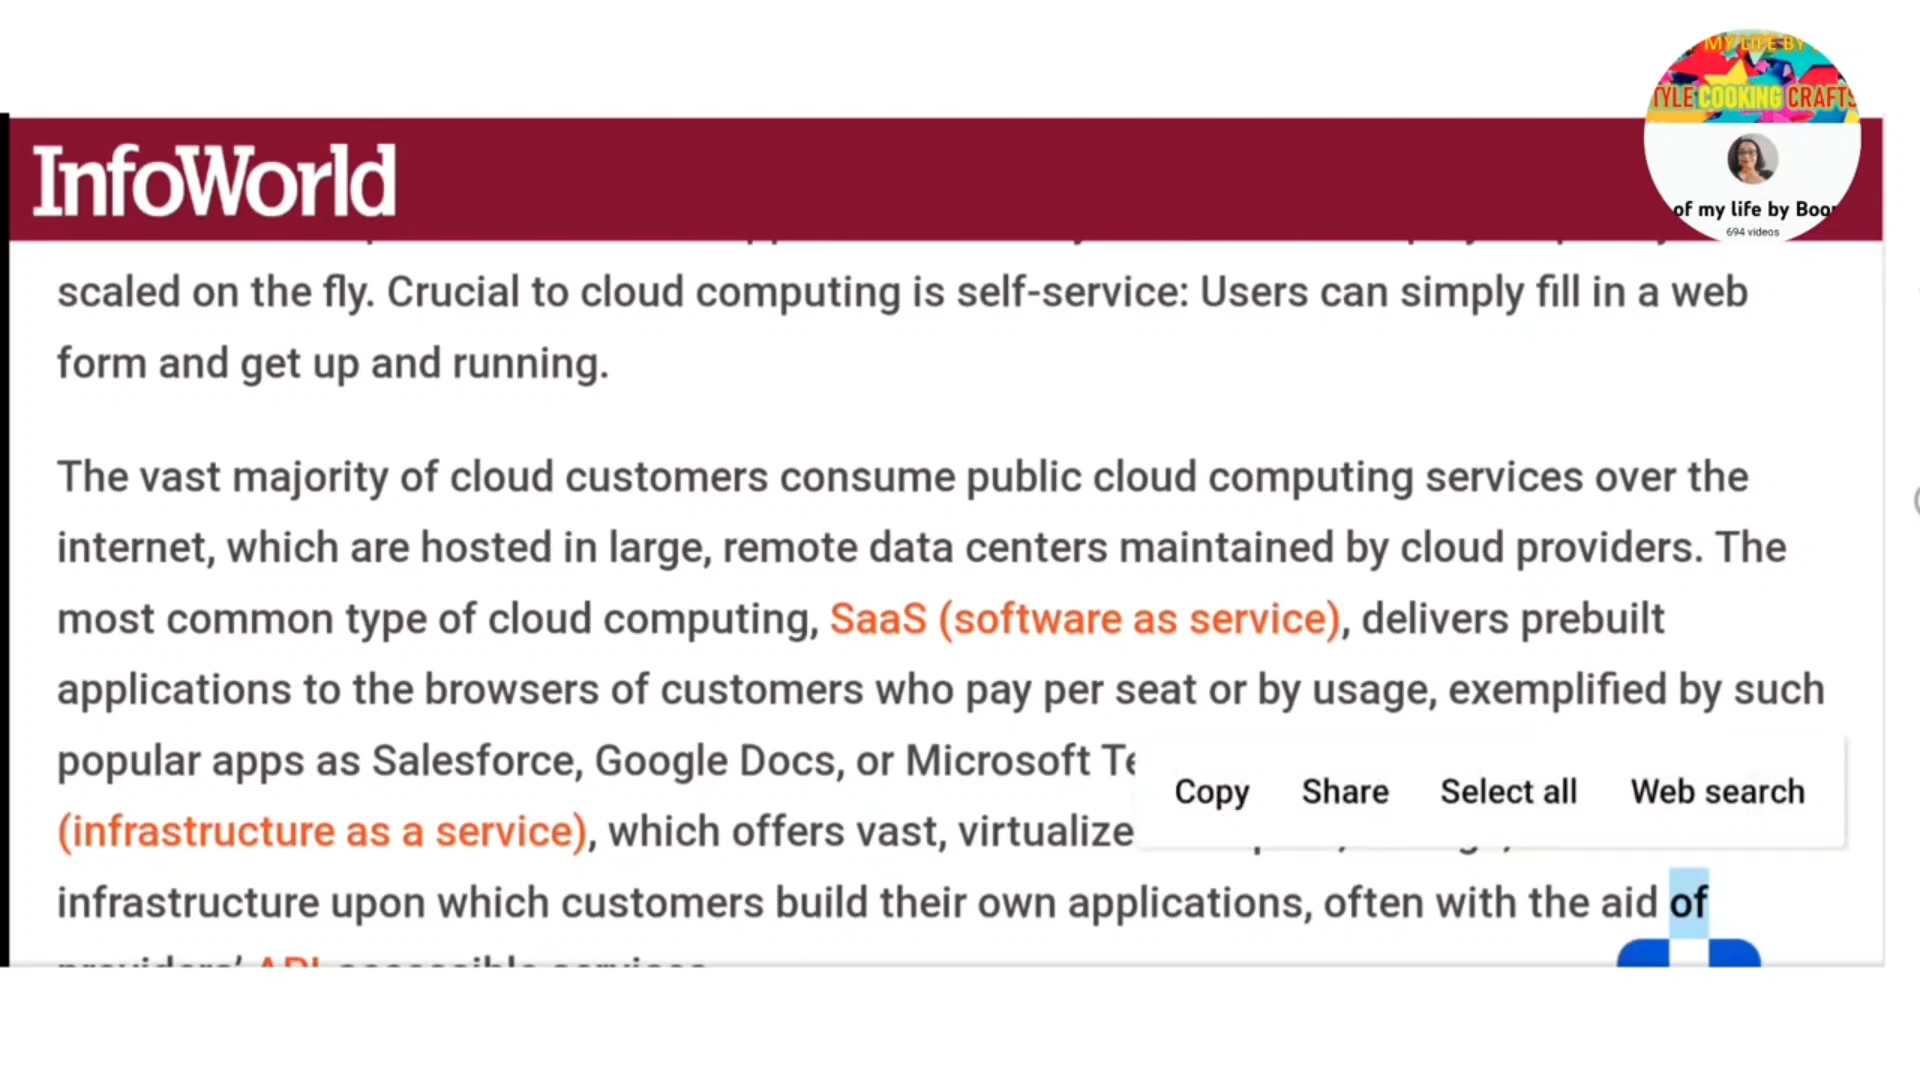 MY LIFE BY
TYLE COOKING CRAFTS
of my life by Boo
694 videos
InfoWorld
scaled on the fly. Crucial to cloud computing is self-service: Users can simply fill in a web
form and get up and running.
The vast majority of cloud customers consume public cloud computing services over the
internet, which are hosted in large, remote data centers maintained by cloud providers. The
most common type of cloud computing, SaaS (software as service), delivers prebuilt
applications to the browsers of customers who pay per seat or by usage, exemplified by such
popular apps as Salesforce, Google Docs, or Microsoft Te
Copy Share Select all Web search
(infrastructure as a service), which offers vast, virtualize
infrastructure upon which customers build their own applications, often with the aid of
providers' API accessible services